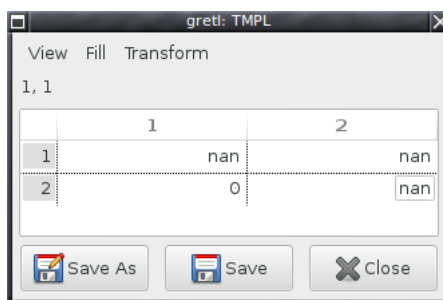 gretl: TMPL
View Fill Transform
1, 1
1 2
1 nan nan
2 0 nan
Save As Save Close